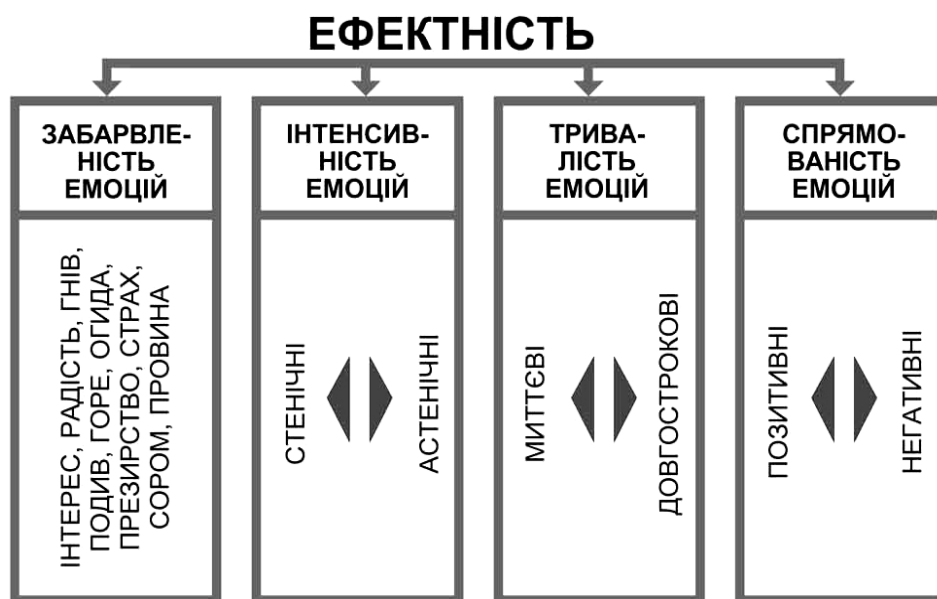 ЕФЕКТНІСТЬ
ЗАБАРВЛЕ-
НІСТЬ
ЕМОЦІЙ
ІНТЕРЕС, РАДІСТЬ, ГНІВ,
ПОДИВ, ГОРЕ, ОГИДА,
ПРЕЗИРСТВО, СТРАХ,
СОРОМ, ПРОВИНА
ІНТЕНСИВ-
НІСТЬ
ЕМОЦІЙ
СТЕНІЧНІ
АСТЕНІЧНІ
ТРИВА-
ЛІСТЬ
ЕМОЦІЙ
МИТТЄВІ
ДОВГОСТРОКОВІ
СПРЯМО-
ВАНІСТЬ
ЕМОЦІЙ
ПОЗИТИВНІ
НЕГАТИВНІ